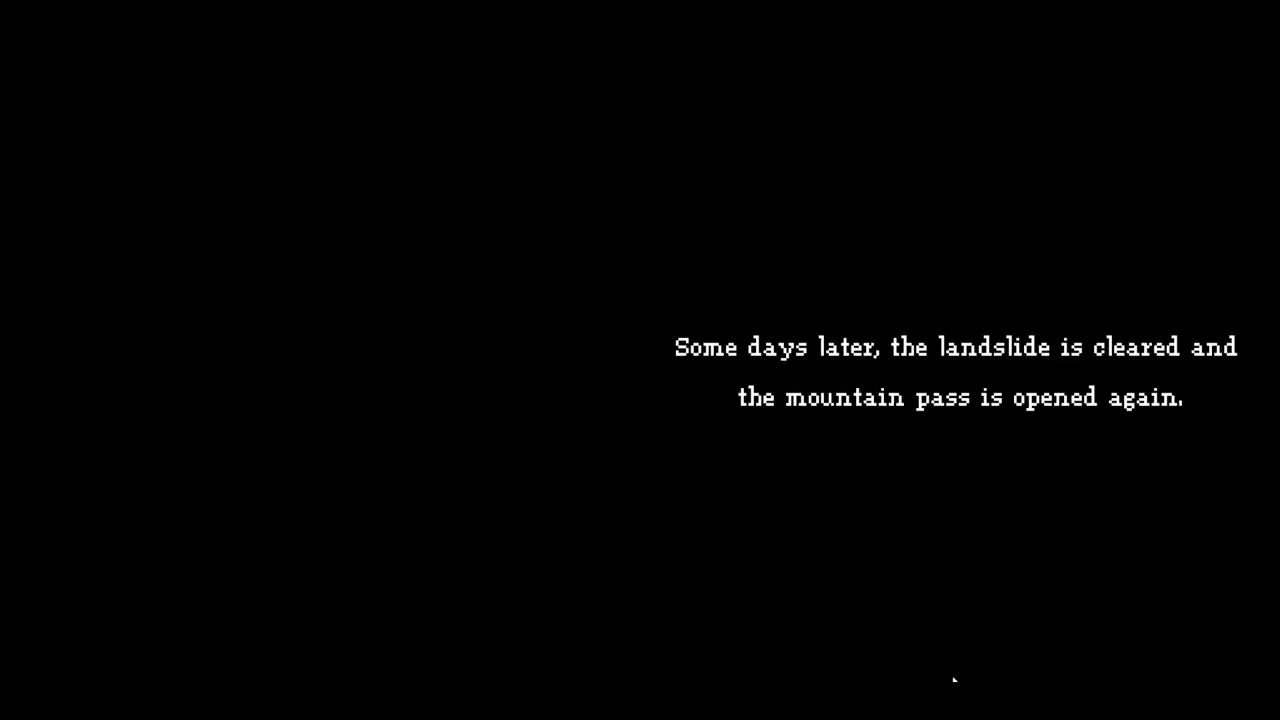 Some days later, the landslide is cleared and
the mountain pass is opened again.